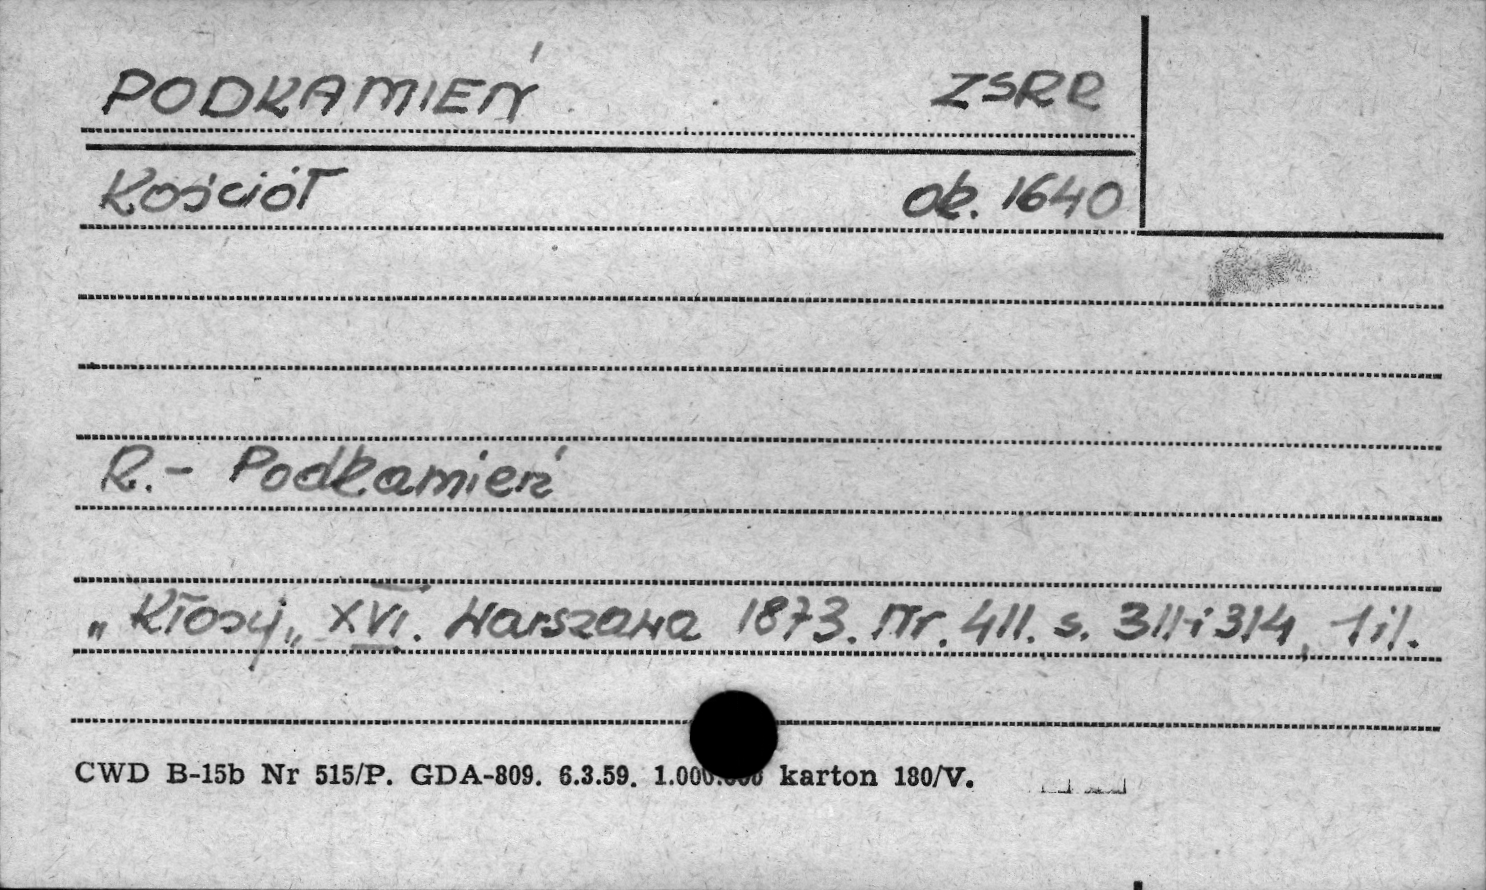 PODKAMIEŃ ZSRR
Kościół ok. 1640
R. - Podkamień
„Kłosy„ XVI. Warszawa 1873. Nr. 411. s. 311 i 314, 1 il.
CWD B-15b Nr 515/P. GDA-809. 6.3.59. 1.000.000 karton 180/V.